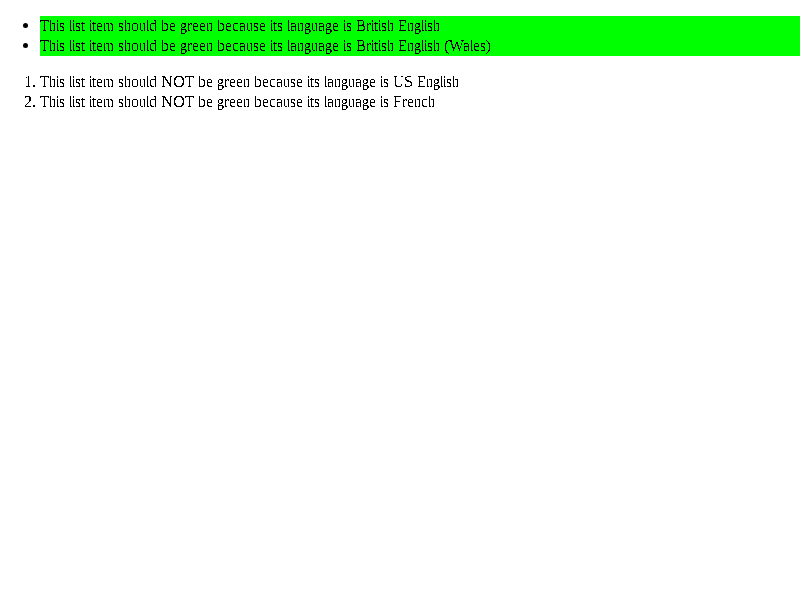 • This list item should be green because its language is British English
• This list item should be green because its language is British English (Wales)
1. This list item should NOT be green because its language is US English
2. This list item should NOT be green because its language is French